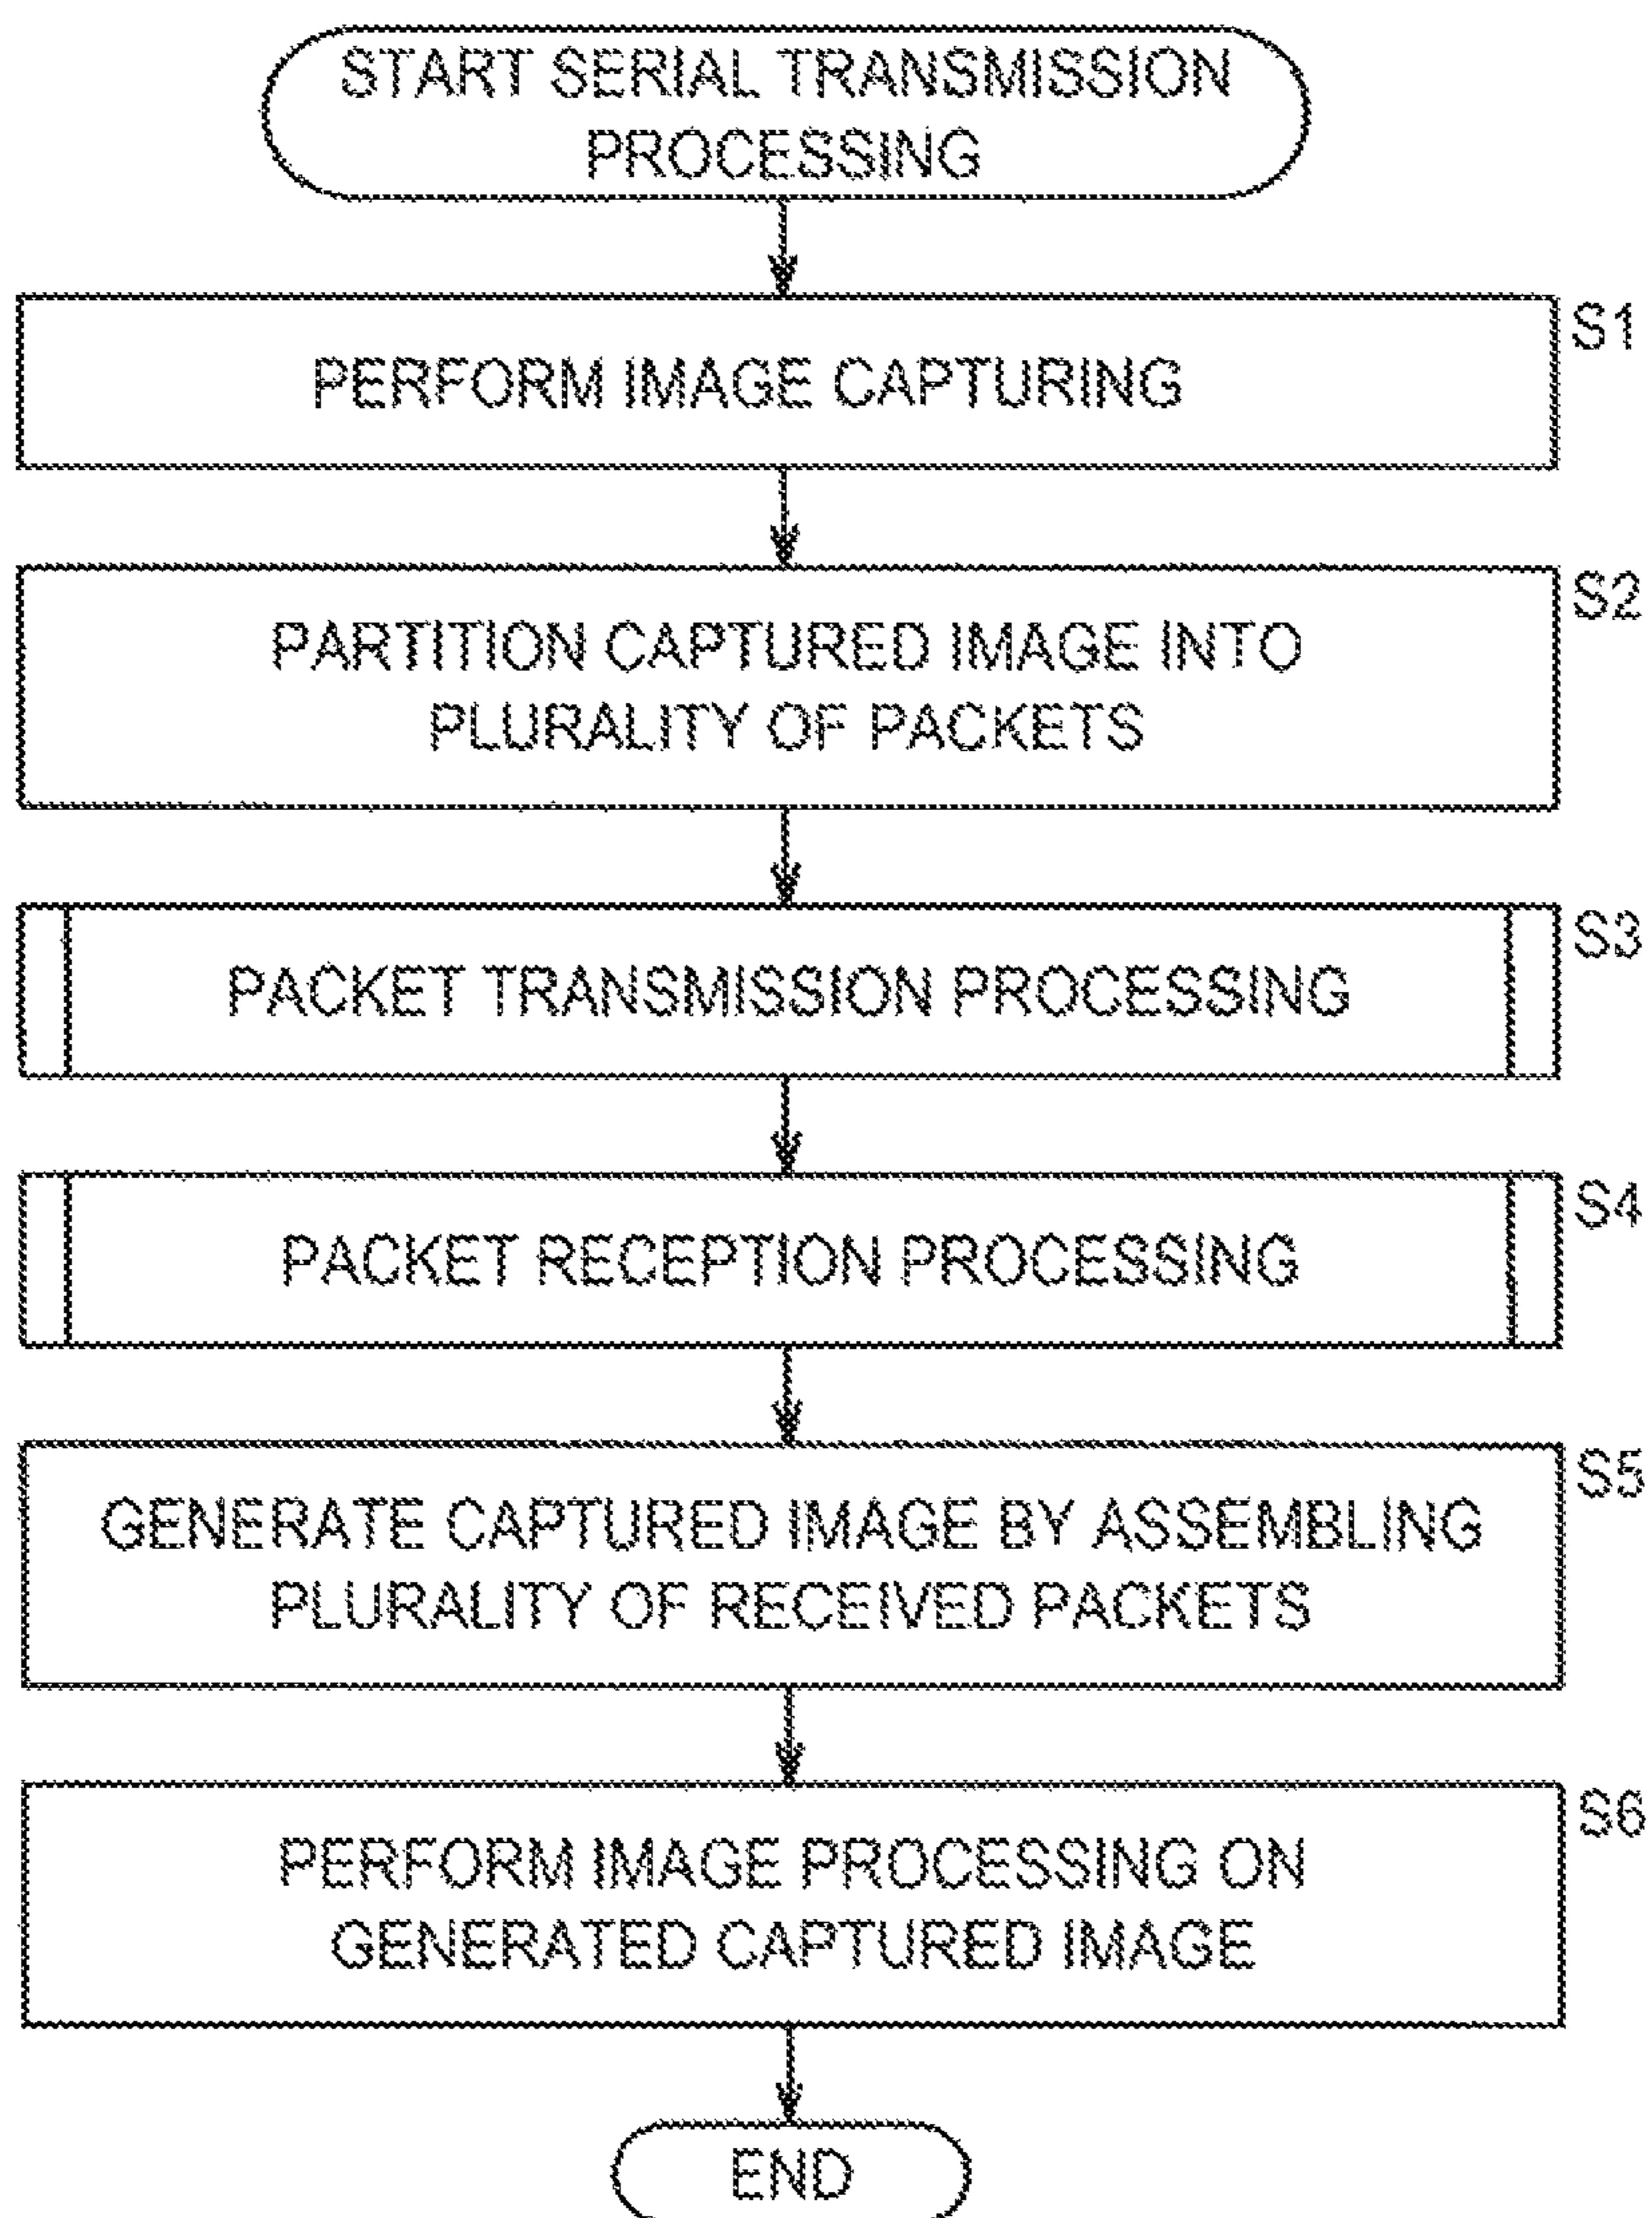 START SERIAL TRANSMISSION
PROCESSING
S1
PERFORM IMAGE CAPTURING
S2
PARTITION CAPTURED IMAGE INTO
PLURALITY OF PACKETS
S3
PACKET TRANSMISSION PROCESSING
S4
PACKET RECEPTION PROCESSING
S5
GENERATE CAPTURED IMAGE BY ASSEMBLING
PLURALITY OF RECEIVED PACKETS
S6
PERFORM IMAGE PROCESSING ON
GENERATED CAPTURED IMAGE
END